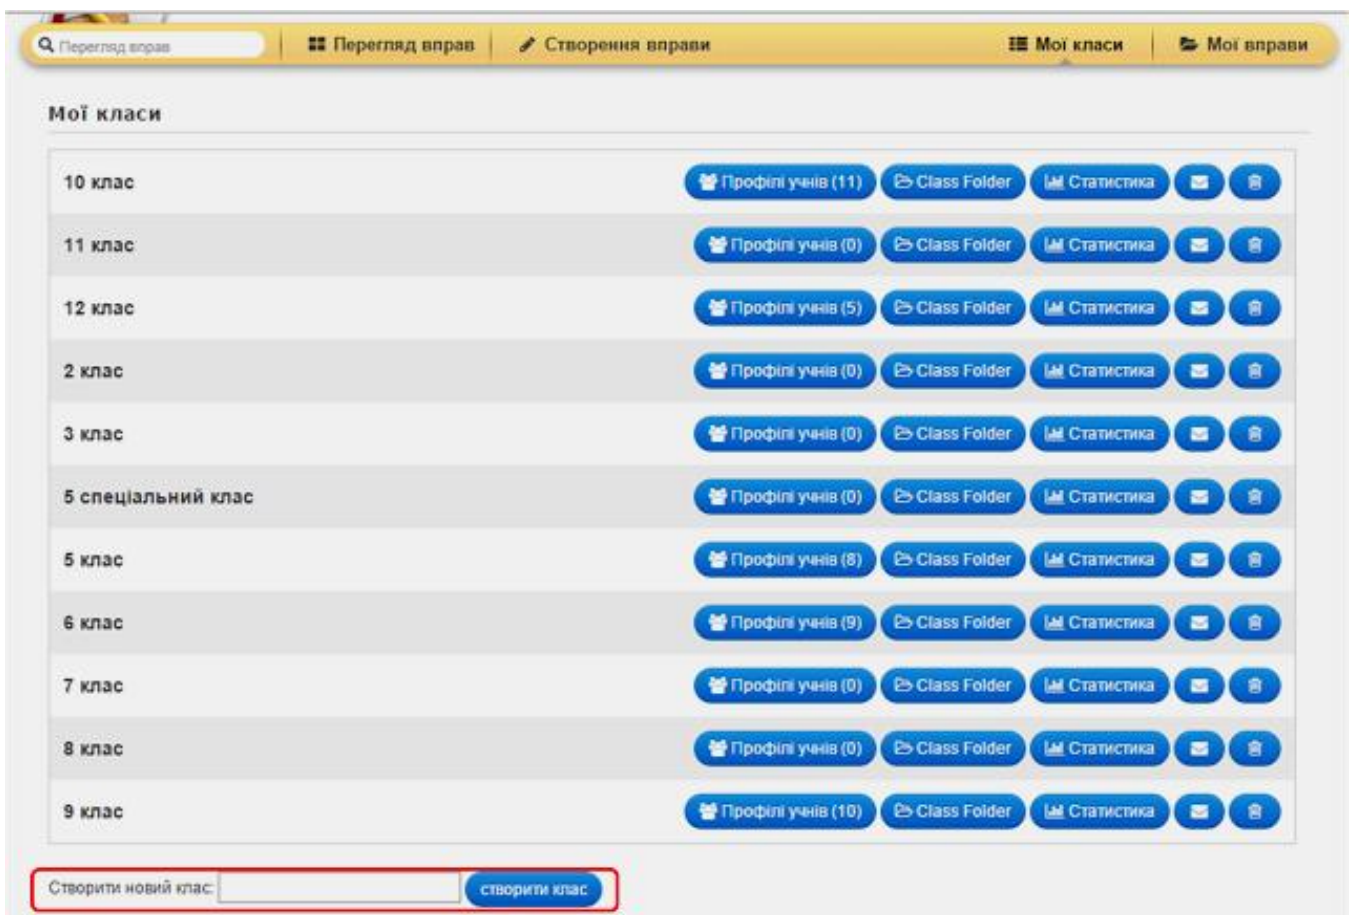 Перегляд вправ Перегляд вправ Створення вправи Мої класи Мої вправи
Мої класи
10 клас Профілі учнів (11) Class Folder Статистика
11 клас Профілі учнів (0) Class Folder Статистика
12 клас Профілі учнів (5) Class Folder Статистика
2 клас Профілі учнів (0) Class Folder Статистика
3 клас Профілі учнів (0) Class Folder Статистика
5 спеціальний клас Профілі учнів (0) Class Folder Статистика
5 клас Профілі учнів (8) Class Folder Статистика
6 клас Профілі учнів (9) Class Folder Статистика
7 клас Профілі учнів (0) Class Folder Статистика
8 клас Профілі учнів (0) Class Folder Статистика
9 клас Профілі учнів (10) Class Folder Статистика
Створити новий клас: створити клас